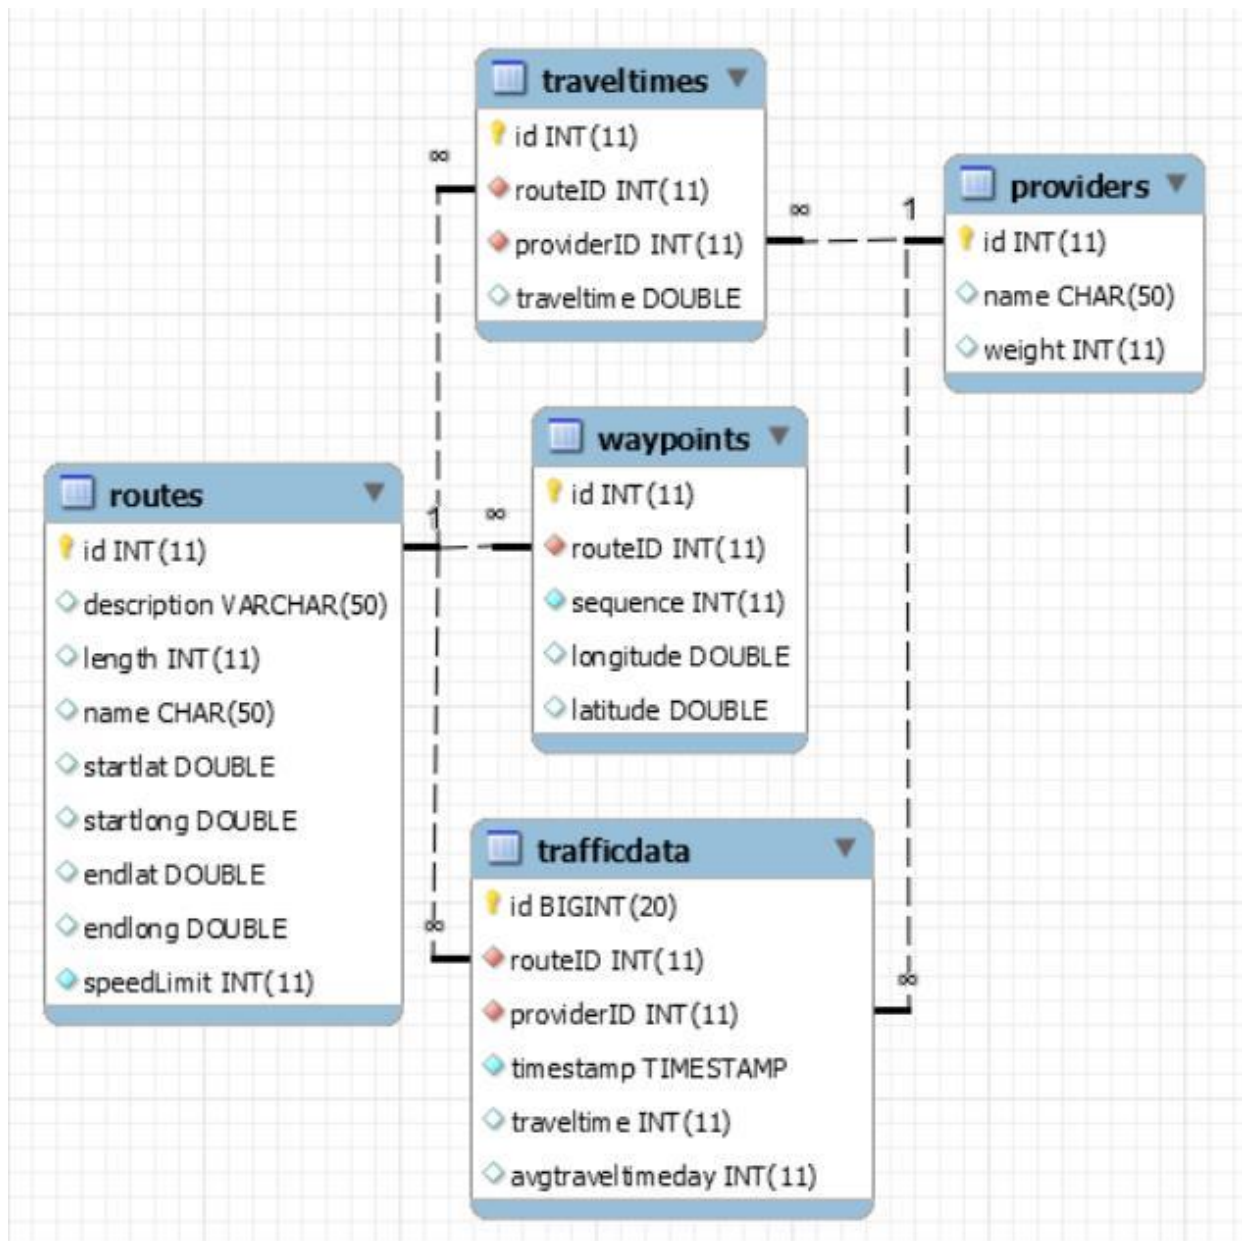 traveltimes
id INT(11)
routeID INT(11)
providerID INT(11)
traveltime DOUBLE
∞
∞
1
providers
id INT(11)
name CHAR(50)
weight INT(11)
waypoints
id INT(11)
routeID INT(11)
sequence INT(11)
longitude DOUBLE
latitude DOUBLE
1
∞
routes
id INT(11)
description VARCHAR(50)
length INT(11)
name CHAR(50)
startlat DOUBLE
startlong DOUBLE
endlat DOUBLE
endlong DOUBLE
speedLimit INT(11)
trafficdata
id BIGINT(20)
routeID INT(11)
providerID INT(11)
timestamp TIMESTAMP
traveltime INT(11)
avgtraveltimeday INT(11)
∞
∞